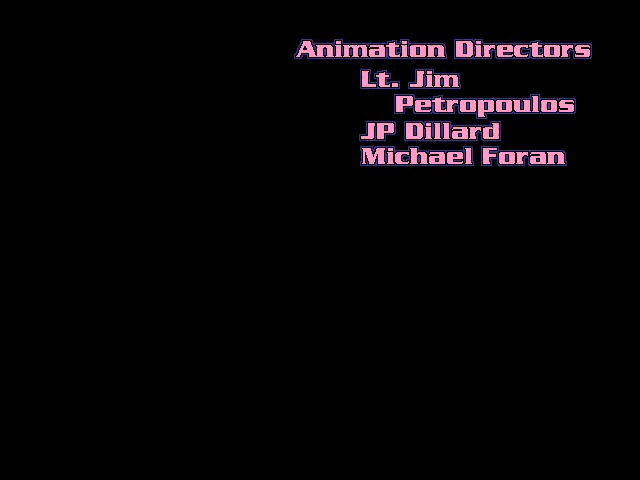 Animation Directors
Lt. Jim
Petropoulos
JP Dillard
Michael Foran